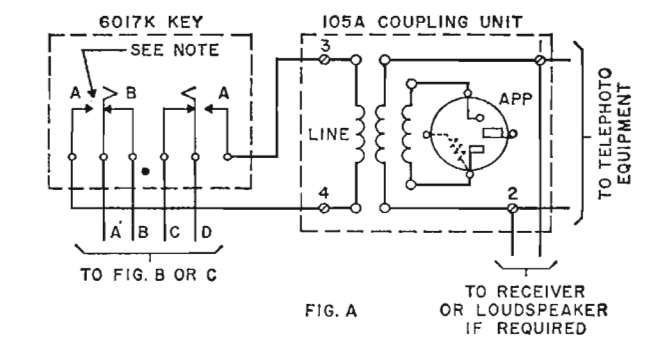 6017K KEY
105A COUPLING UNIT
SEE NOTE
3
1
A
B
A
APP
LINE
TO TELEPHOTO
EQUIPMENT
4
2
A'
B
C
D
TO FIG. B OR C
FIG. A
TO RECEIVER
OR LOUDSPEAKER
IF REQUIRED